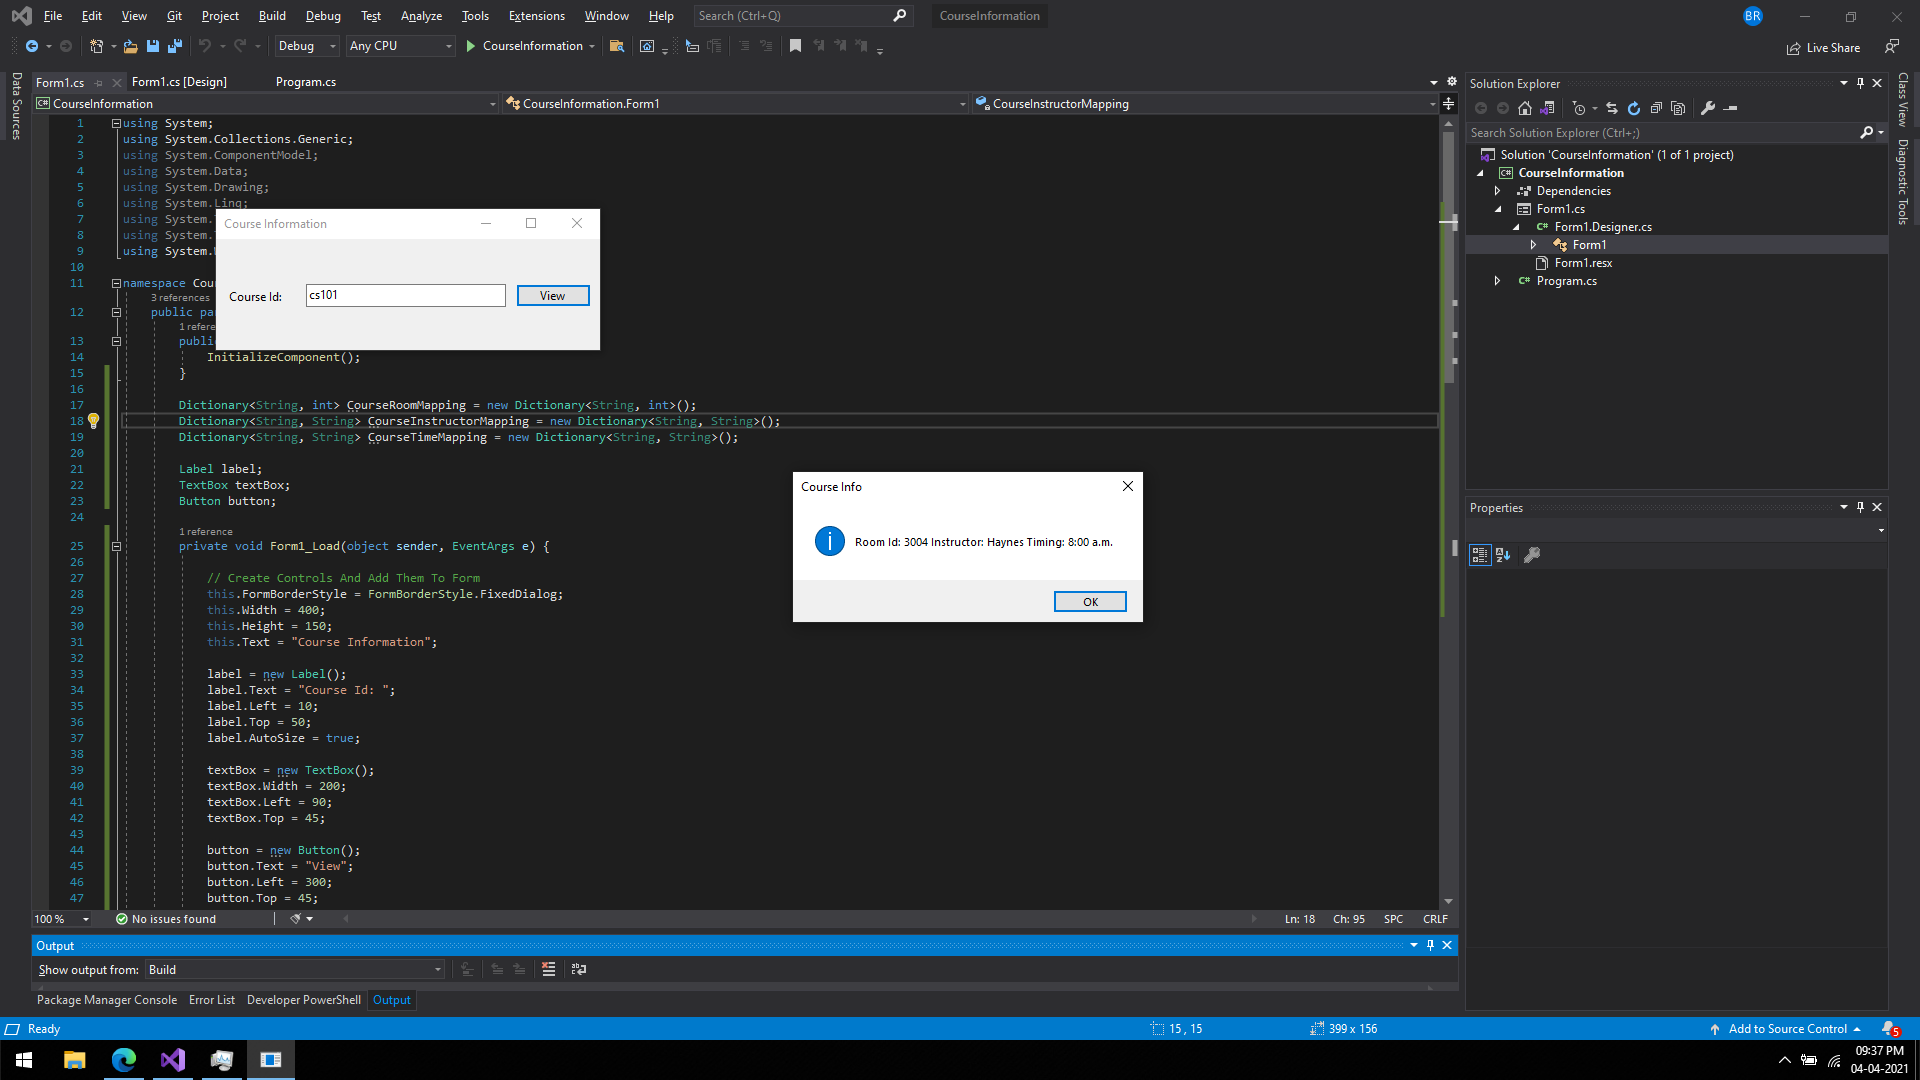 File Edit View Git Project Build Debug Test Analyze Tools Extensions Window Help Search (Ctrl+Q) CourseInformation BR
Debug Any CPU CourseInformation Live Share
Data Sources
Form1.cs Form1.cs [Design] Program.cs
C# CourseInformation CourseInformation.Form1 CourseInstructorMapping
1 using System;
2 using System.Collections.Generic;
3 using System.ComponentModel;
4 using System.Data;
5 using System.Drawing;
6 using System.Linq;
7 using System.
8 using System.
9 using System.
10
11 namespace Cou
3 references
12 public pa
1 refere
13 public
14 InitializeComponent();
15 }
16
17 Dictionary<String, int> CourseRoomMapping = new Dictionary<String, int>();
18 Dictionary<String, String> CourseInstructorMapping = new Dictionary<String, String>();
19 Dictionary<String, String> CourseTimeMapping = new Dictionary<String, String>();
20
21 Label label;
22 TextBox textBox;
23 Button button;
24
1 reference
25 private void Form1_Load(object sender, EventArgs e) {
26
27 // Create Controls And Add Them To Form
28 this.FormBorderStyle = FormBorderStyle.FixedDialog;
29 this.Width = 400;
30 this.Height = 150;
31 this.Text = "Course Information";
32
33 label = new Label();
34 label.Text = "Course Id: ";
35 label.Left = 10;
36 label.Top = 50;
37 label.AutoSize = true;
38
39 textBox = new TextBox();
40 textBox.Width = 200;
41 textBox.Left = 90;
42 textBox.Top = 45;
43
44 button = new Button();
45 button.Text = "View";
46 button.Left = 300;
47 button.Top = 45;
Course Information
Course Id: cs101 View
Course Info
Room Id: 3004 Instructor: Haynes Timing: 8:00 a.m.
OK
100 % No issues found Ln: 18 Ch: 95 SPC CRLF
Output
Show output from: Build
Package Manager Console Error List Developer PowerShell Output
Solution Explorer
Search Solution Explorer (Ctrl+;)
Solution 'CourseInformation' (1 of 1 project)
C# CourseInformation
Dependencies
Form1.cs
C# Form1.Designer.cs
Form1
Form1.resx
C# Program.cs
Properties
Class View
Diagnostic Tools
Ready 15 , 15 399 x 156 Add to Source Control 5
09:37 PM
04-04-2021